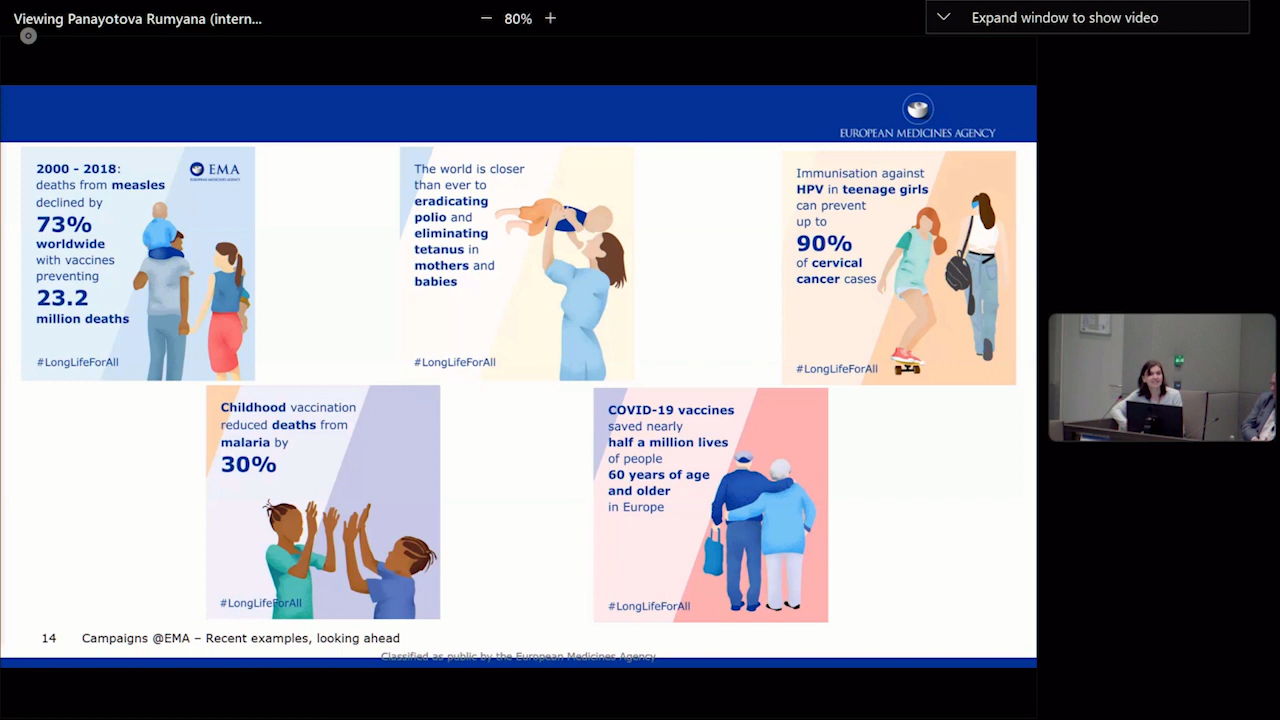 Viewing Panayotova Rumyana (intern...
80%
Expand window to show video
EUROPEAN MEDICINES AGENCY
2000 - 2018:
deaths from measles
declined by
73%
worldwide
with vaccines
preventing
23.2
million deaths
#LongLifeForAll
EMA
EUROPEAN MEDICINES AGENCY
The world is closer
than ever to
eradicating
polio and
eliminating
tetanus in
mothers and
babies
#LongLifeForAll
Immunisation against
HPV in teenage girls
can prevent
up to
90%
of cervical
cancer cases
#LongLifeForAll
Childhood vaccination
reduced deaths from
malaria by
30%
#LongLifeForAll
COVID-19 vaccines
saved nearly
half a million lives
of people
60 years of age
and older
in Europe
#LongLifeForAll
14 Campaigns @EMA – Recent examples, looking ahead
Classified as public by the European Medicines Agency